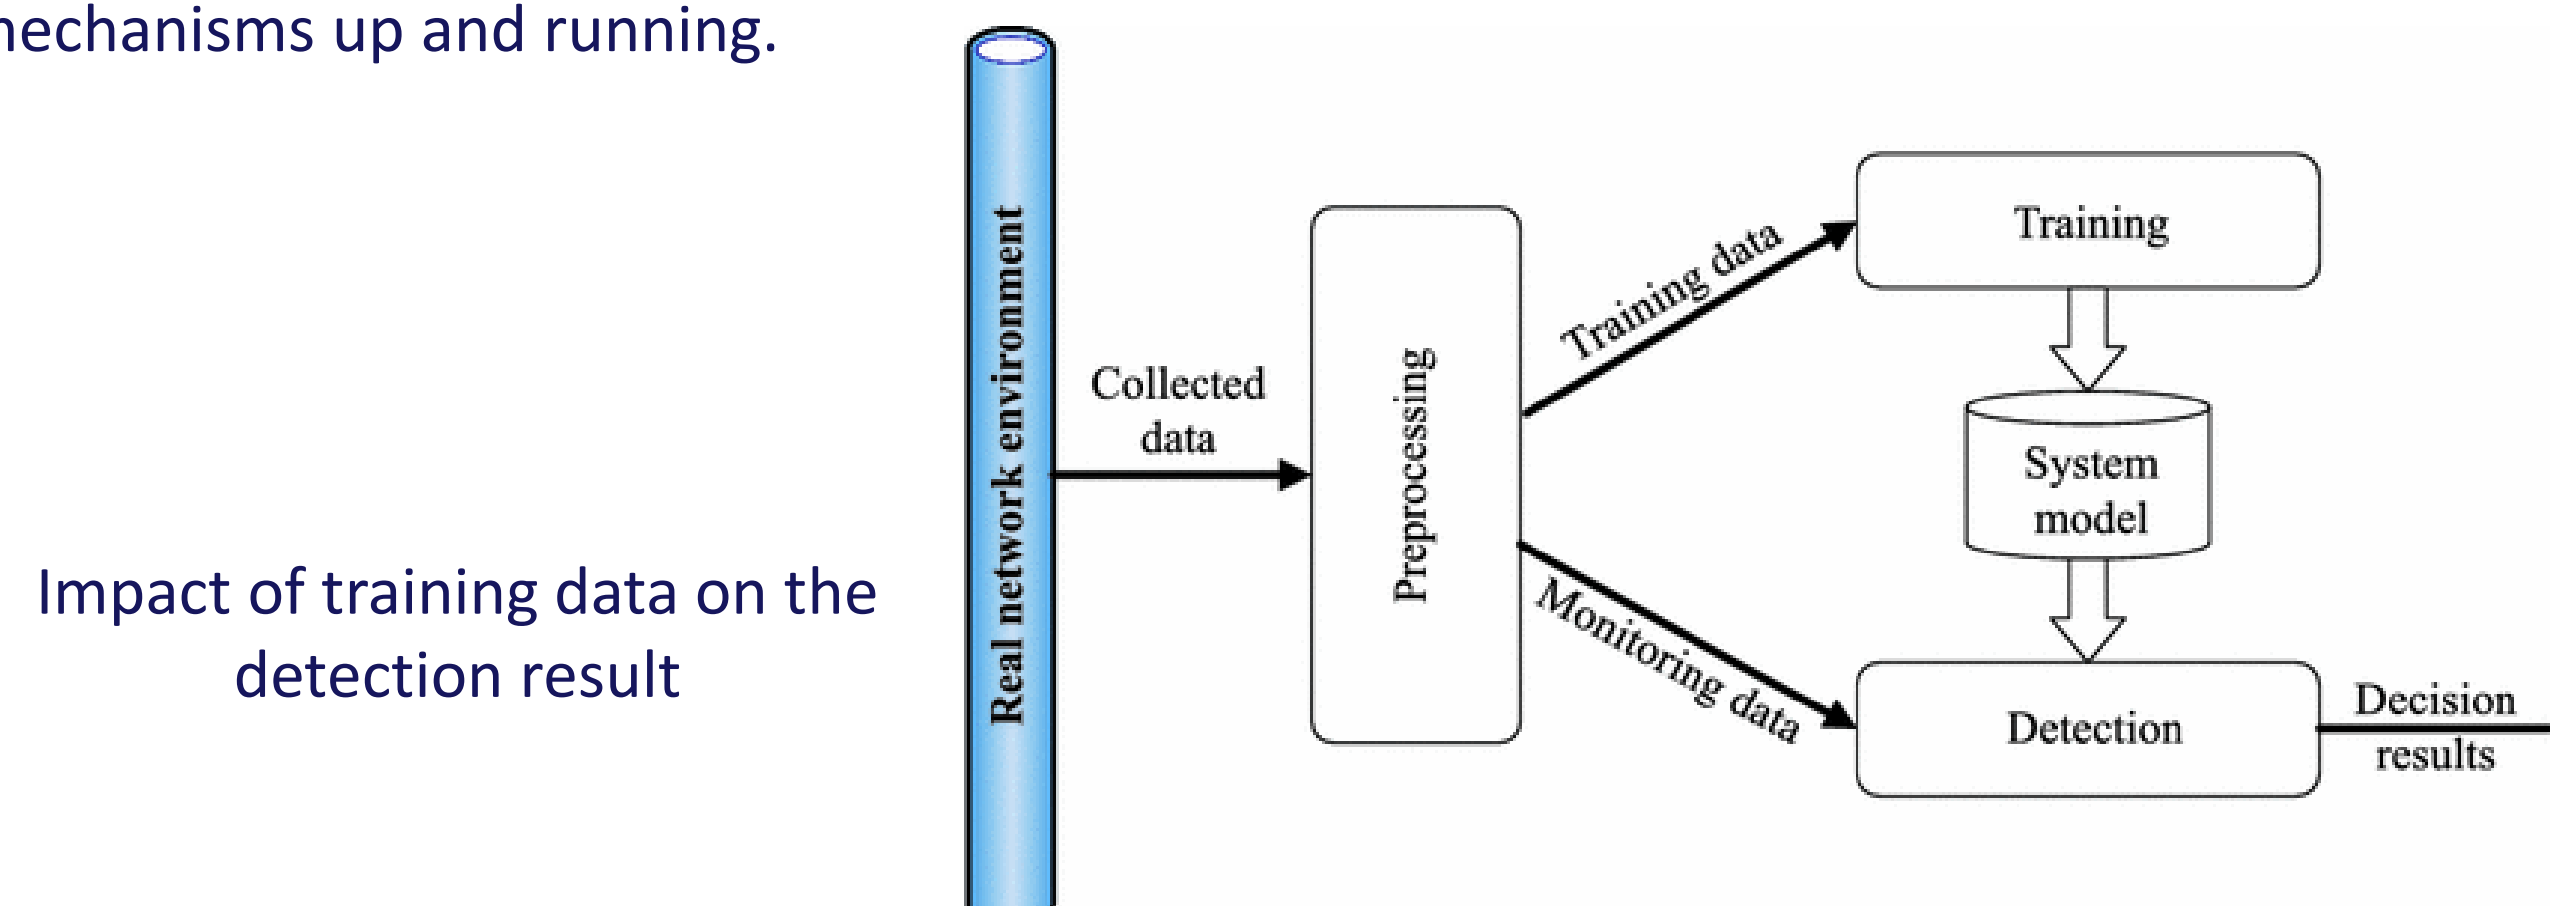 mechanisms up and running.
Impact of training data on the
detection result
Real network environment
Collected
data
Preprocessing
Training data
Monitoring data
Training
System
model
Detection
Decision
results